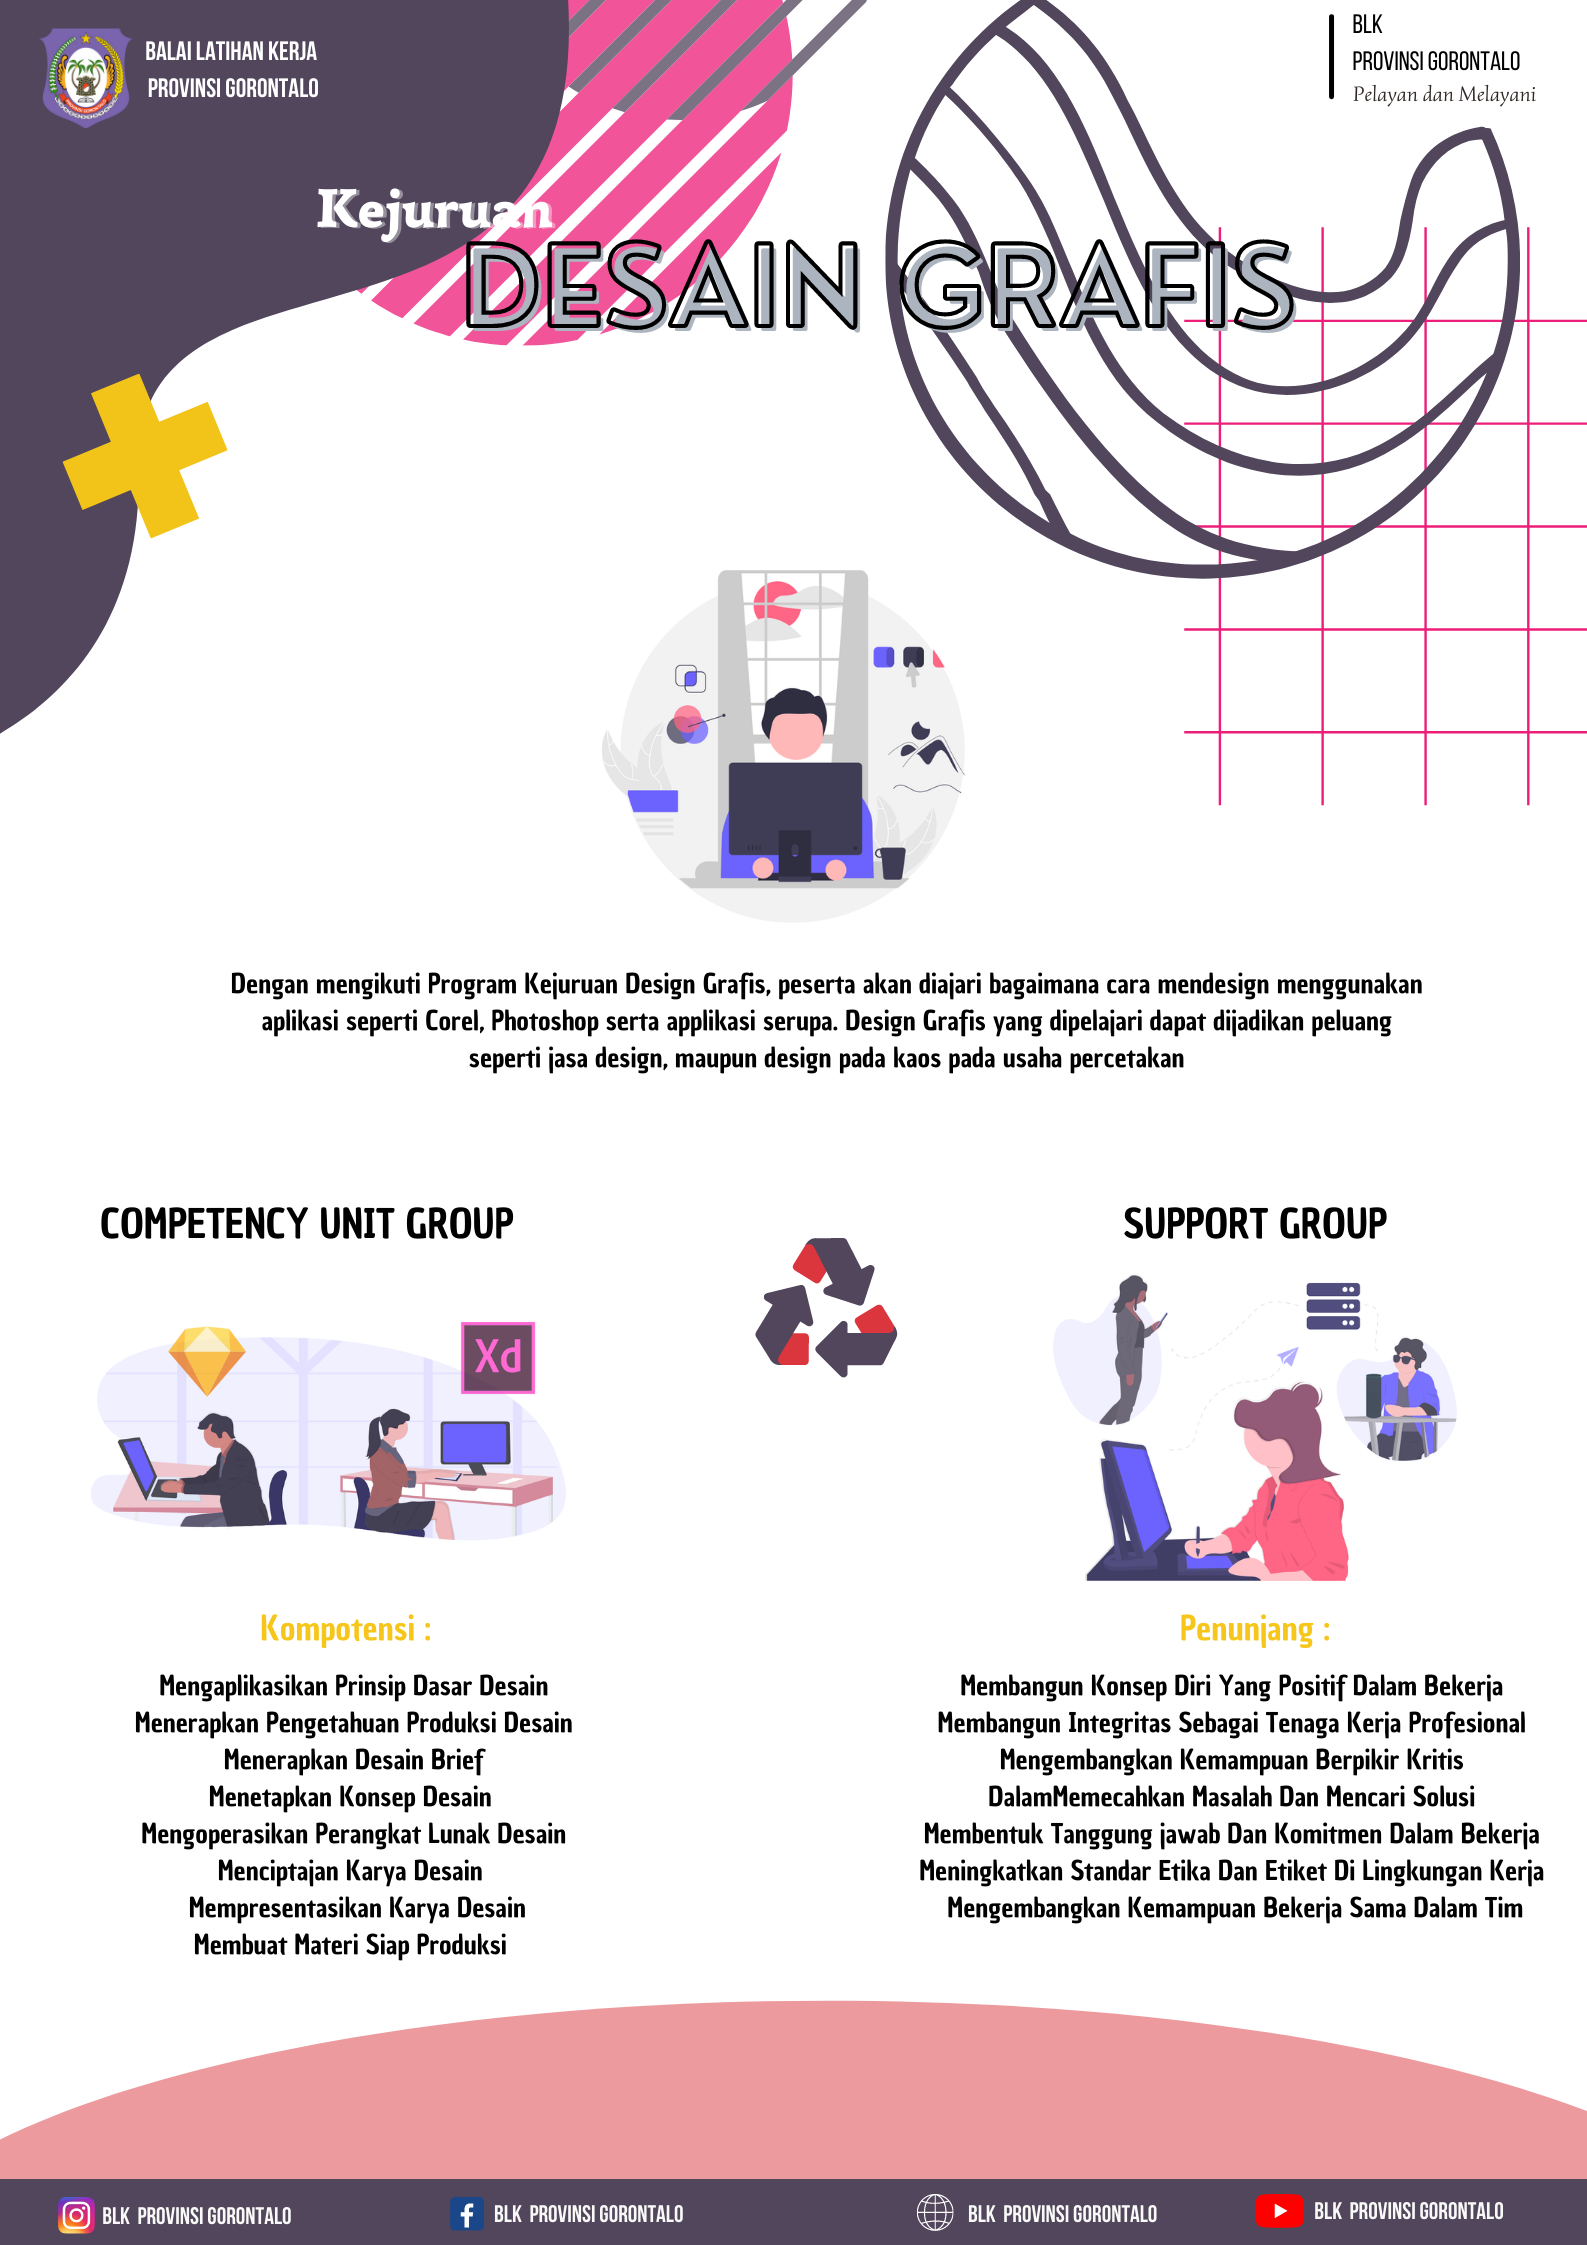 BALAI LATIHAN KERJA
PROVINSI GORONTALO
BLK
PROVINSI GORONTALO
Pelayan dan Melayani
Kejuruan
DESAIN GRAFIS
Dengan mengikuti Program Kejuruan Design Grafis, peserta akan diajari bagaimana cara mendesign menggunakan
aplikasi seperti Corel, Photoshop serta applikasi serupa. Design Grafis yang dipelajari dapat dijadikan peluang
seperti jasa design, maupun design pada kaos pada usaha percetakan
COMPETENCY UNIT GROUP
Xd
Kompotensi :
Mengaplikasikan Prinsip Dasar Desain
Menerapkan Pengetahuan Produksi Desain
Menerapkan Desain Brief
Menetapkan Konsep Desain
Mengoperasikan Perangkat Lunak Desain
Menciptajan Karya Desain
Mempresentasikan Karya Desain
Membuat Materi Siap Produksi
SUPPORT GROUP
Penunjang :
Membangun Konsep Diri Yang Positif Dalam Bekerja
Membangun Integritas Sebagai Tenaga Kerja Profesional
Mengembangkan Kemampuan Berpikir Kritis
DalamMemecahkan Masalah Dan Mencari Solusi
Membentuk Tanggung jawab Dan Komitmen Dalam Bekerja
Meningkatkan Standar Etika Dan Etiket Di Lingkungan Kerja
Mengembangkan Kemampuan Bekerja Sama Dalam Tim
BLK PROVINSI GORONTALO
BLK PROVINSI GORONTALO
BLK PROVINSI GORONTALO
BLK PROVINSI GORONTALO